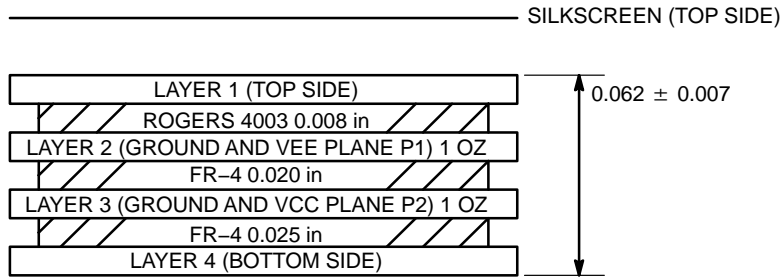 SILKSCREEN (TOP SIDE)
LAYER 1 (TOP SIDE)
0.062 ± 0.007
ROGERS 4003 0.008 in
LAYER 2 (GROUND AND VEE PLANE P1) 1 OZ
FR−4 0.020 in
LAYER 3 (GROUND AND VCC PLANE P2) 1 OZ
FR−4 0.025 in
LAYER 4 (BOTTOM SIDE)